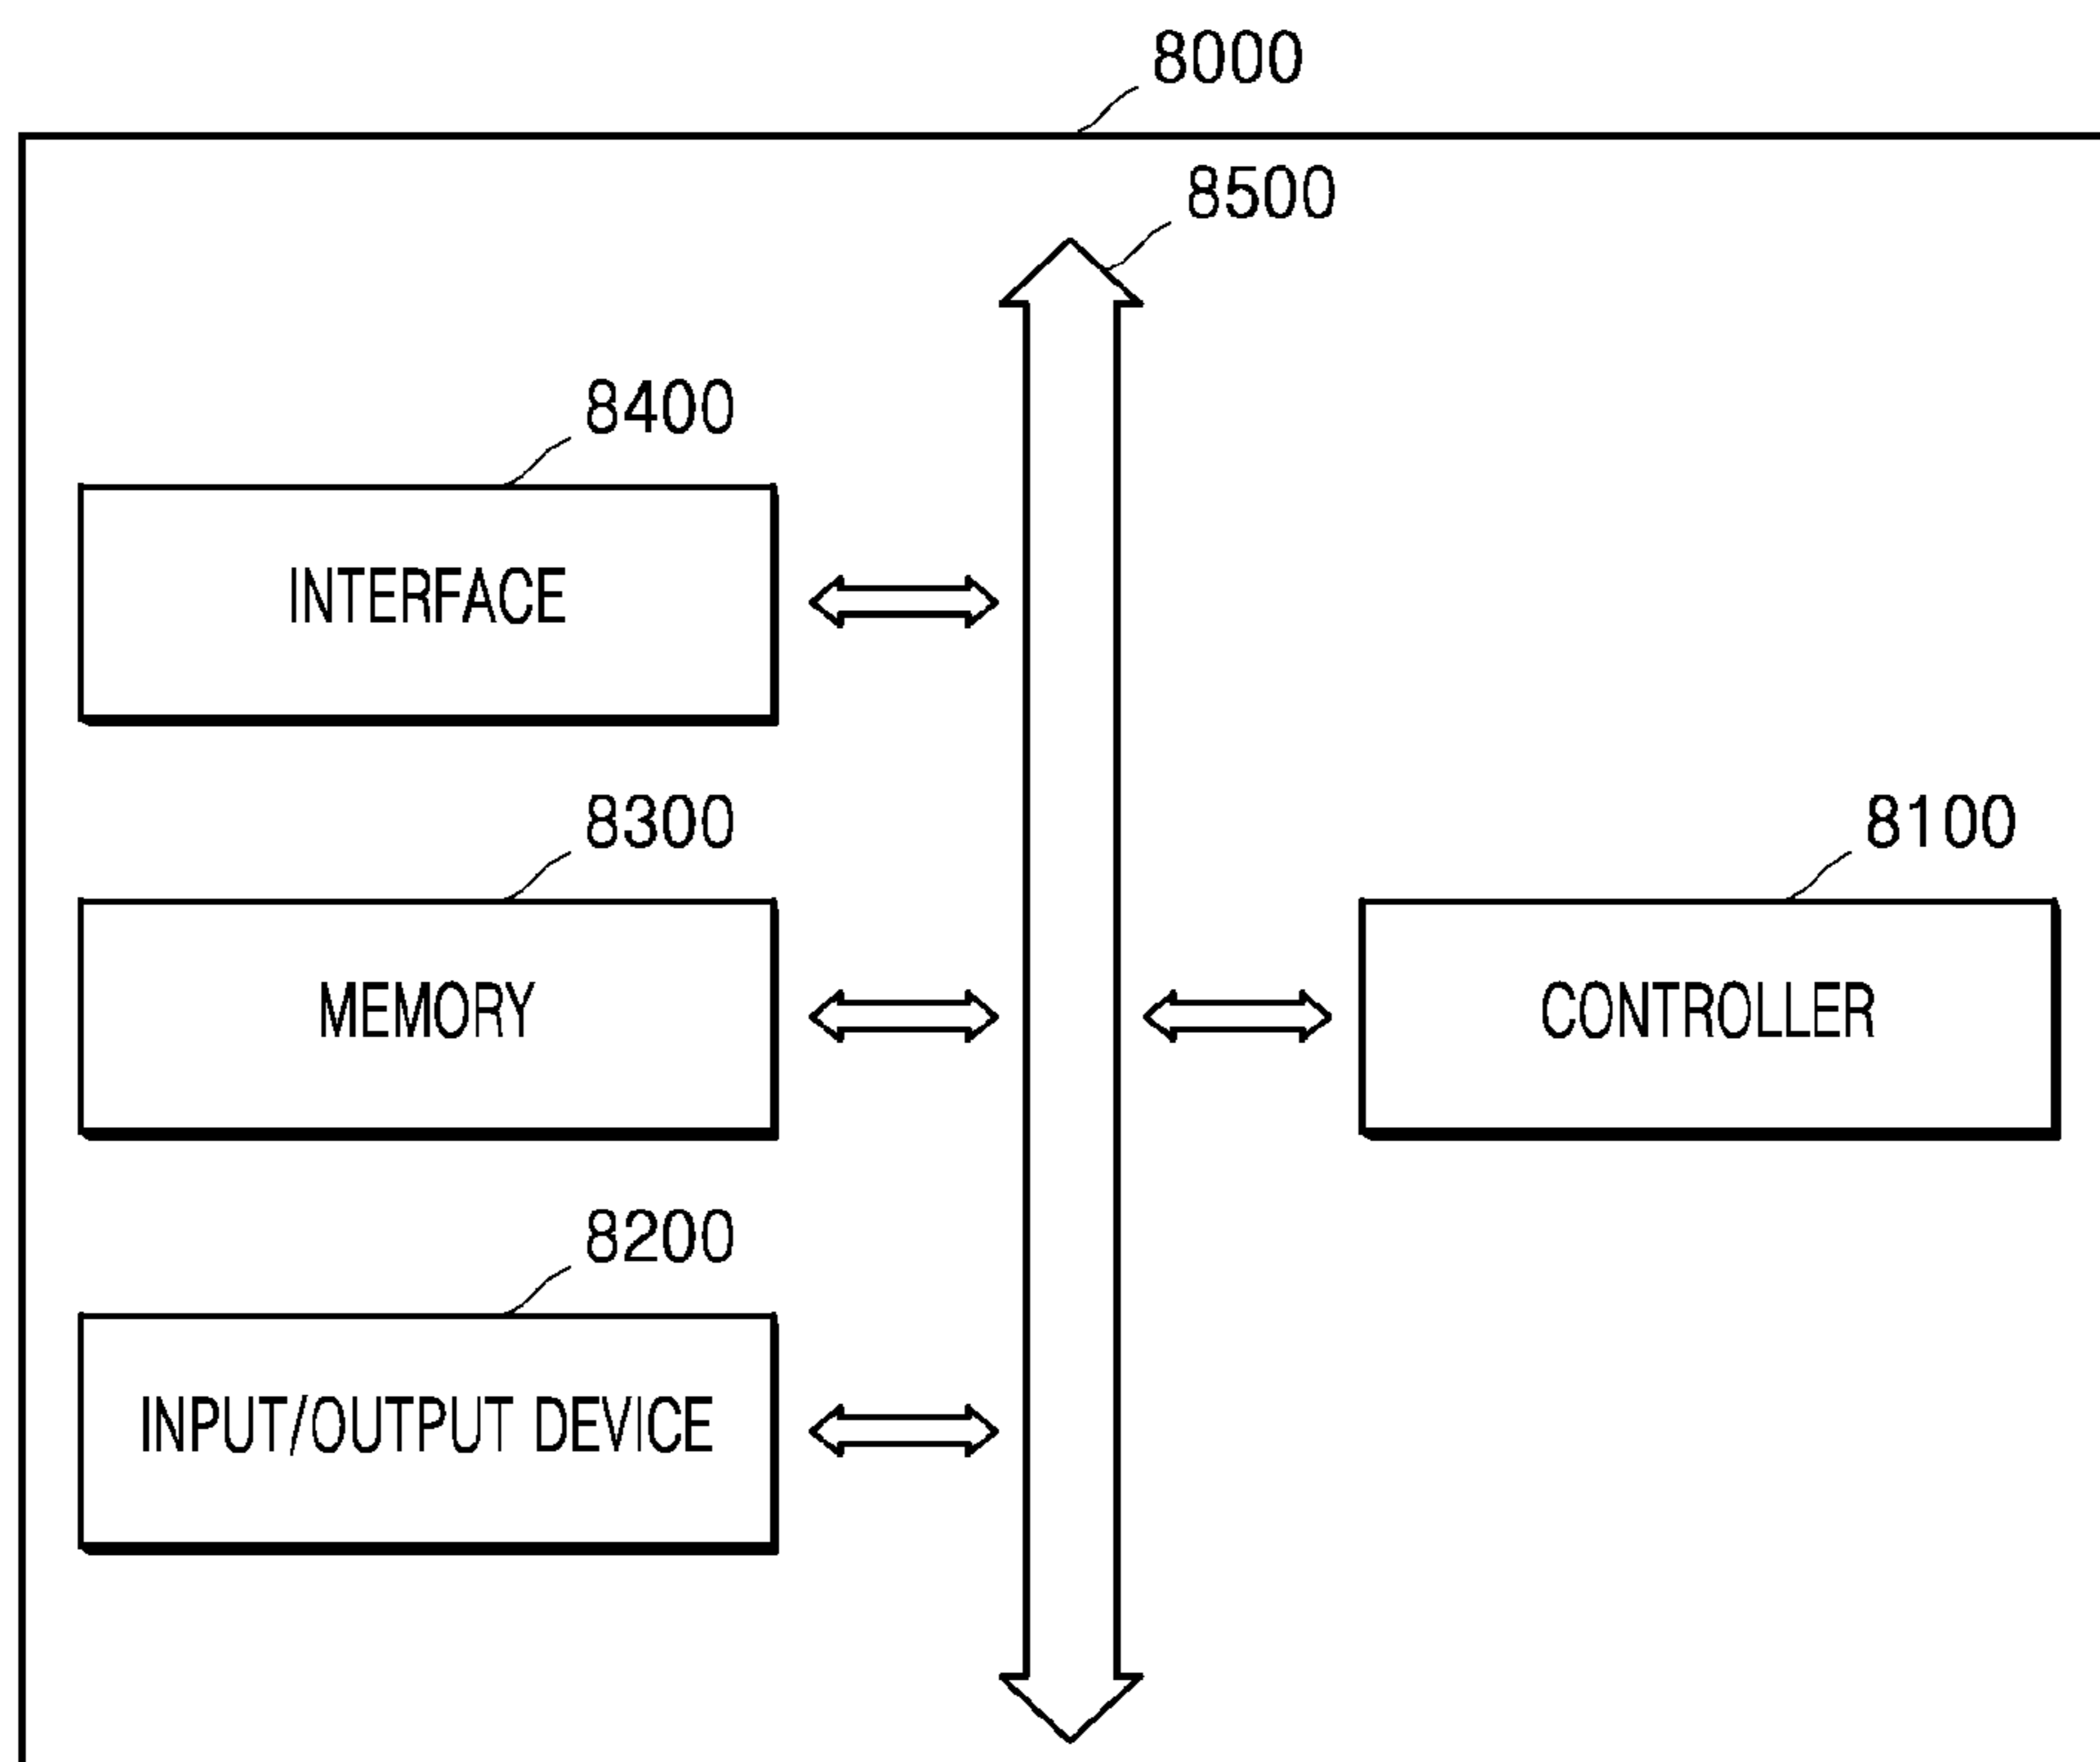 8000
8500
8400
INTERFACE
8300
MEMORY
8100
CONTROLLER
8200
INPUT/OUTPUT DEVICE